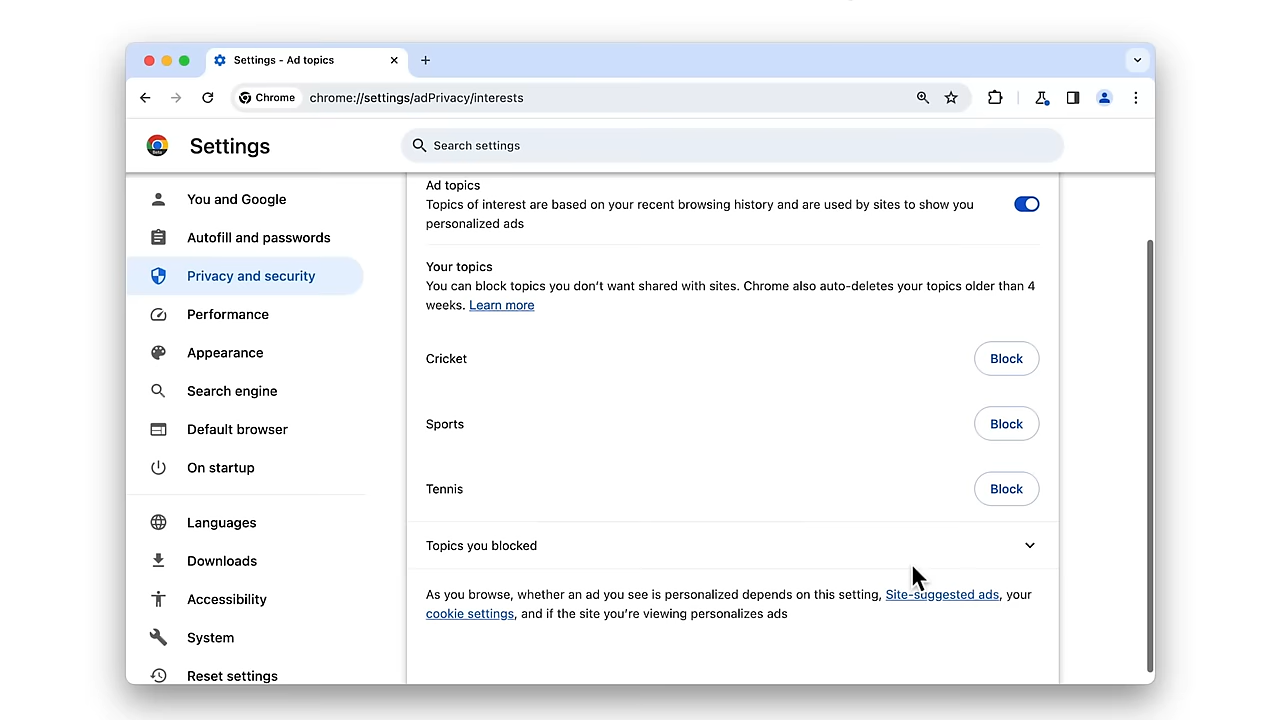 Settings - Ad topics
Chrome
chrome://settings/adPrivacy/interests
Settings
Search settings
You and Google
Autofill and passwords
Privacy and security
Performance
Appearance
Search engine
Default browser
On startup
Languages
Downloads
Accessibility
System
Reset settings
Ad topics
Topics of interest are based on your recent browsing history and are used by sites to show you
personalized ads
Your topics
You can block topics you don't want shared with sites. Chrome also auto-deletes your topics older than 4
weeks. Learn more
Cricket
Block
Sports
Block
Tennis
Block
Topics you blocked
As you browse, whether an ad you see is personalized depends on this setting, Site-suggested ads, your
cookie settings, and if the site you're viewing personalizes ads